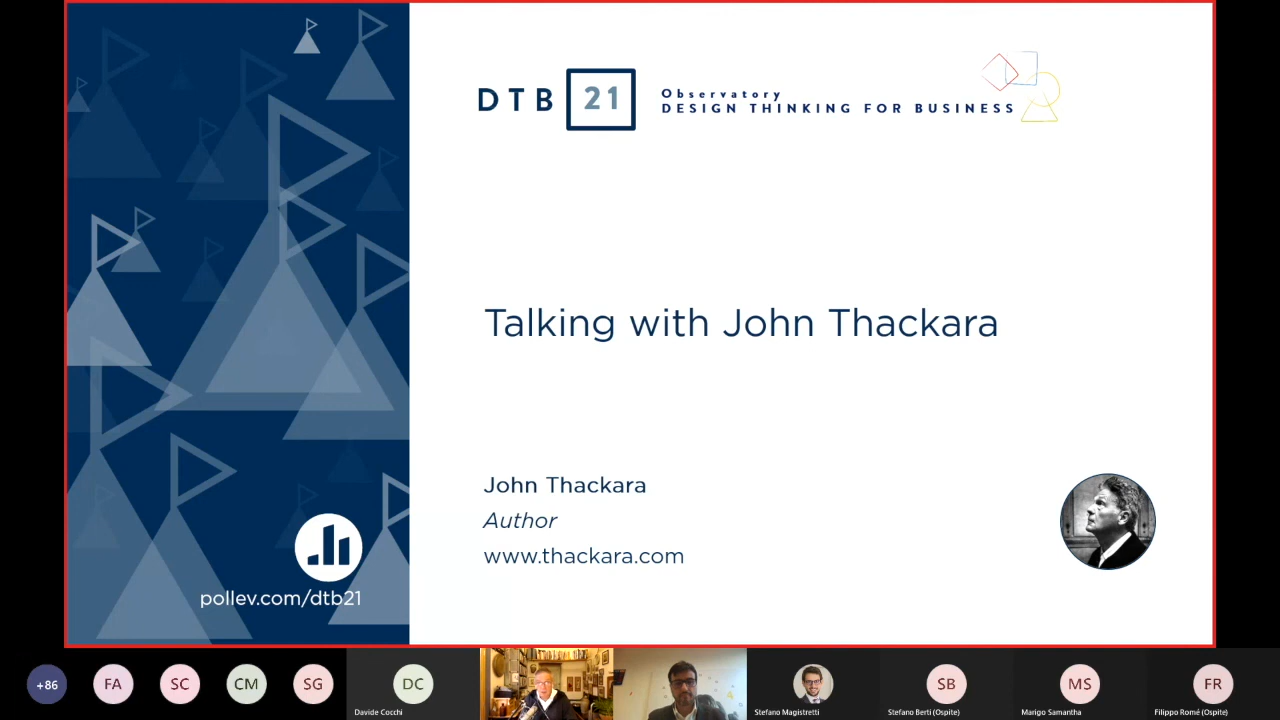 DTB 21
Observatory
DESIGN THINKING FOR BUSINESS
Talking with John Thackara
John Thackara
Author
www.thackara.com
pollev.com/dtb21
+86
FA
SC
CM
SG
DC
Davide Cocchi
Stefano Magistretti
SB
Stefano Berti (Ospite)
MS
Marigo Samantha
FR
Filippo Romé (Ospite)